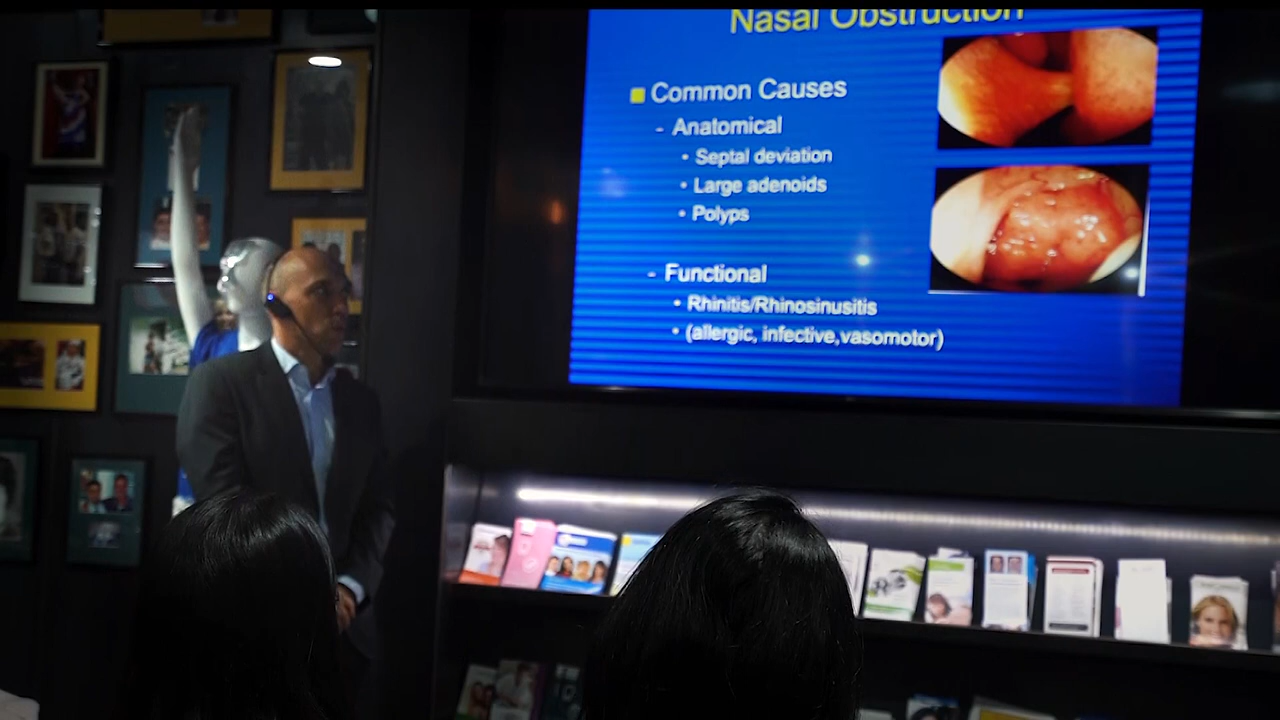 Nasal Obstruction
Common Causes
- Anatomical
• Septal deviation
• Large adenoids
• Polyps
- Functional
• Rhinitis/Rhinosinusitis
• (allergic, infective,vasomotor)